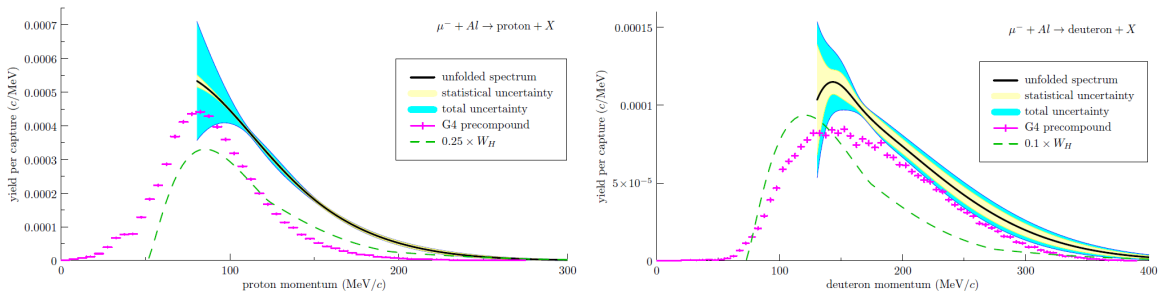 μ⁻ + Al → proton + X
yield per capture (c/MeV)
0.0007
0.0006
0.0005
0.0004
0.0003
0.0002
0.0001
0
unfolded spectrum
statistical uncertainty
total uncertainty
G4 precompound
0.25 × W_H
0 100 200 300
proton momentum (MeV/c)
μ⁻ + Al → deuteron + X
yield per capture (c/MeV)
0.00015
0.0001
5×10⁻⁵
0
unfolded spectrum
statistical uncertainty
total uncertainty
G4 precompound
0.1 × W_H
0 100 200 300 400
deuteron momentum (MeV/c)